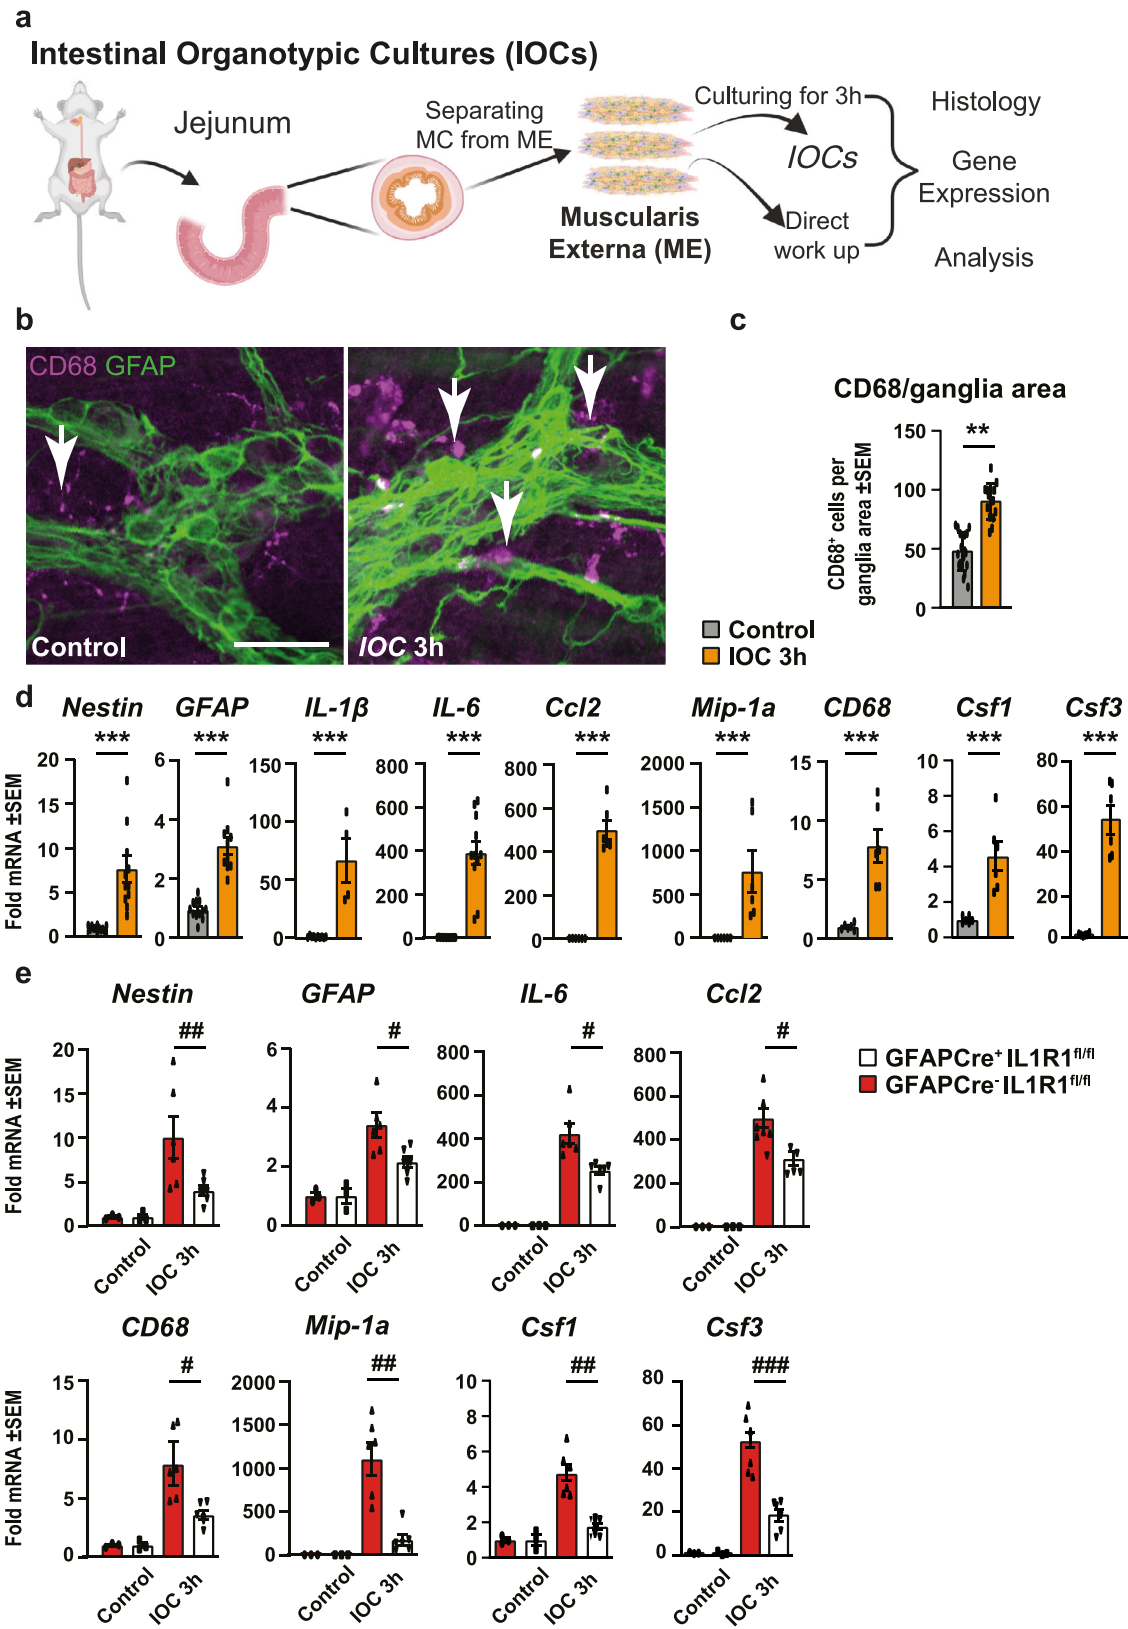 a
Intestinal Organotypic Cultures (IOCs)
Jejunum
Separating
MC from ME
Muscularis
Externa (ME)
Culturing for 3h
IOCs
Direct
work up
Histology
Gene
Expression
Analysis
b
CD68 GFAP
Control
IOC 3h
c
CD68/ganglia area
CD68⁺ cells per
ganglia area ±SEM
150
100
50
0
**
Control
IOC 3h
d
Nestin
GFAP
IL-1β
IL-6
Ccl2
Mip-1a
CD68
Csf1
Csf3
*** *** *** *** *** *** *** *** ***
Fold mRNA ±SEM
20
15
10
5
0
6
4
2
0
150
100
50
0
600
400
200
0
800
600
400
200
0
2000
1500
1000
500
0
15
10
5
0
10
8
6
4
2
0
80
60
40
20
0
e
Nestin
GFAP
IL-6
Ccl2
## # # #
GFAPCre⁺ IL1R1fl/fl
GFAPCre⁻ IL1R1fl/fl
Fold mRNA ±SEM
20
15
10
5
0
Control
IOC 3h
6
4
2
0
Control
IOC 3h
800
600
400
200
0
Control
IOC 3h
800
600
400
200
0
Control
IOC 3h
CD68
Mip-1a
Csf1
Csf3
# ## ## ###
Fold mRNA ±SEM
15
10
5
0
Control
IOC 3h
2000
1500
1000
500
0
Control
IOC 3h
10
8
6
4
2
0
Control
IOC 3h
80
60
40
20
0
Control
IOC 3h